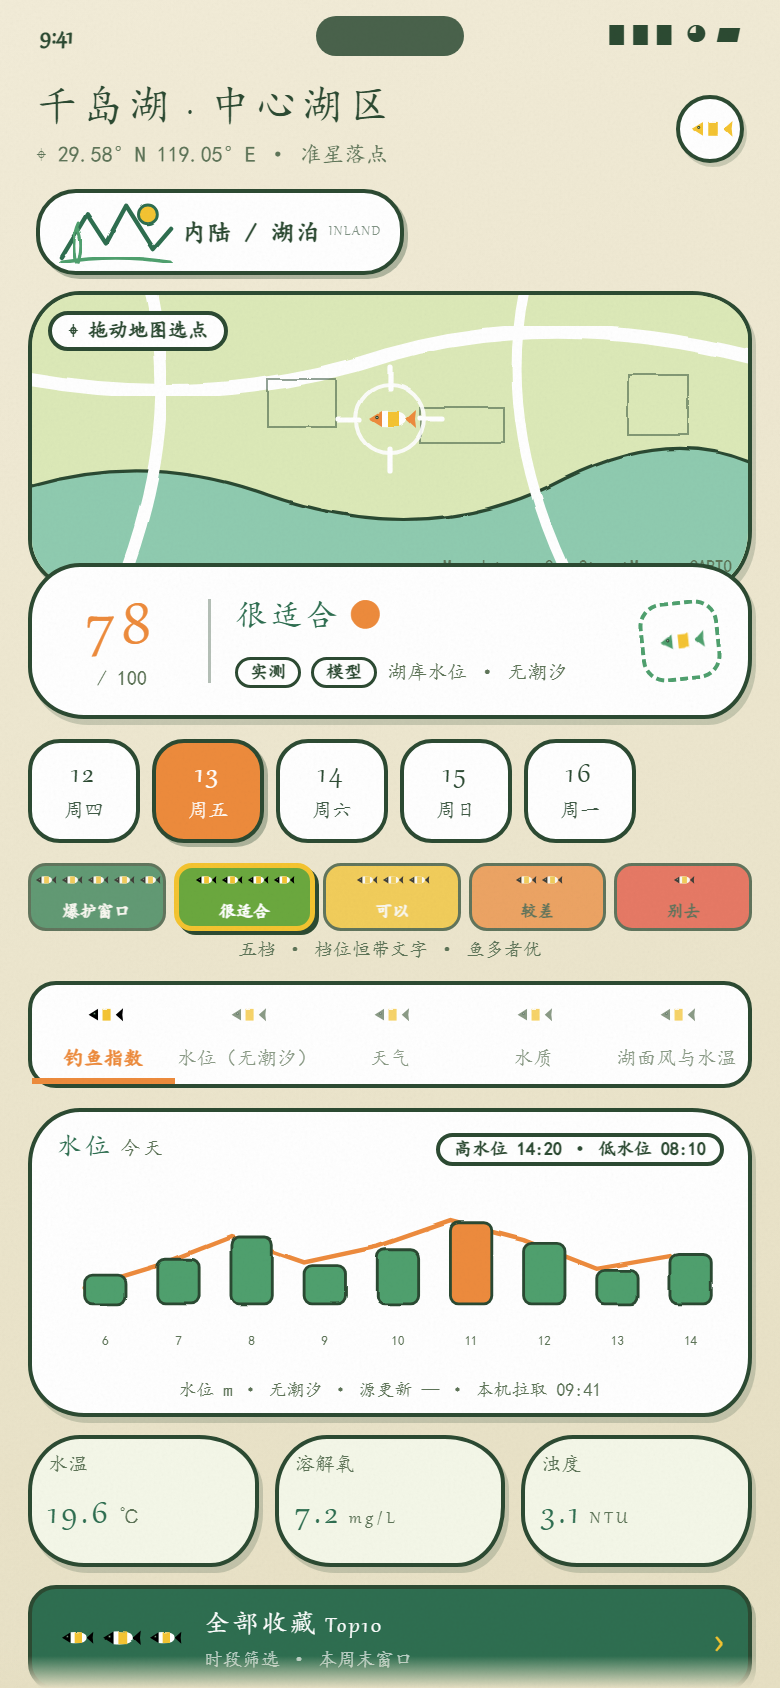 9:41
千岛湖 · 中心湖区
⌖ 29.58° N 119.05° E • 准星落点
内陆 / 湖泊 INLAND
⌖ 拖动地图选点
78
/ 100
很适合
实测 模型 湖库水位 • 无潮汐
12 周四
13 周五
14 周六
15 周日
16 周一
爆护窗口
很适合
可以
较差
别去
五档 • 档位恒带文字 • 鱼多者优
钓鱼指数
水位（无潮汐）
天气
水质
湖面风与水温
水位 今天
高水位 14:20 • 低水位 08:10
6 7 8 9 10 11 12 13 14
水位 m • 无潮汐 • 源更新 — • 本机拉取 09:41
水温
19.6 °C
溶解氧
7.2 mg/L
浊度
3.1 NTU
全部收藏 Top10
时段筛选 • 本周末窗口
›